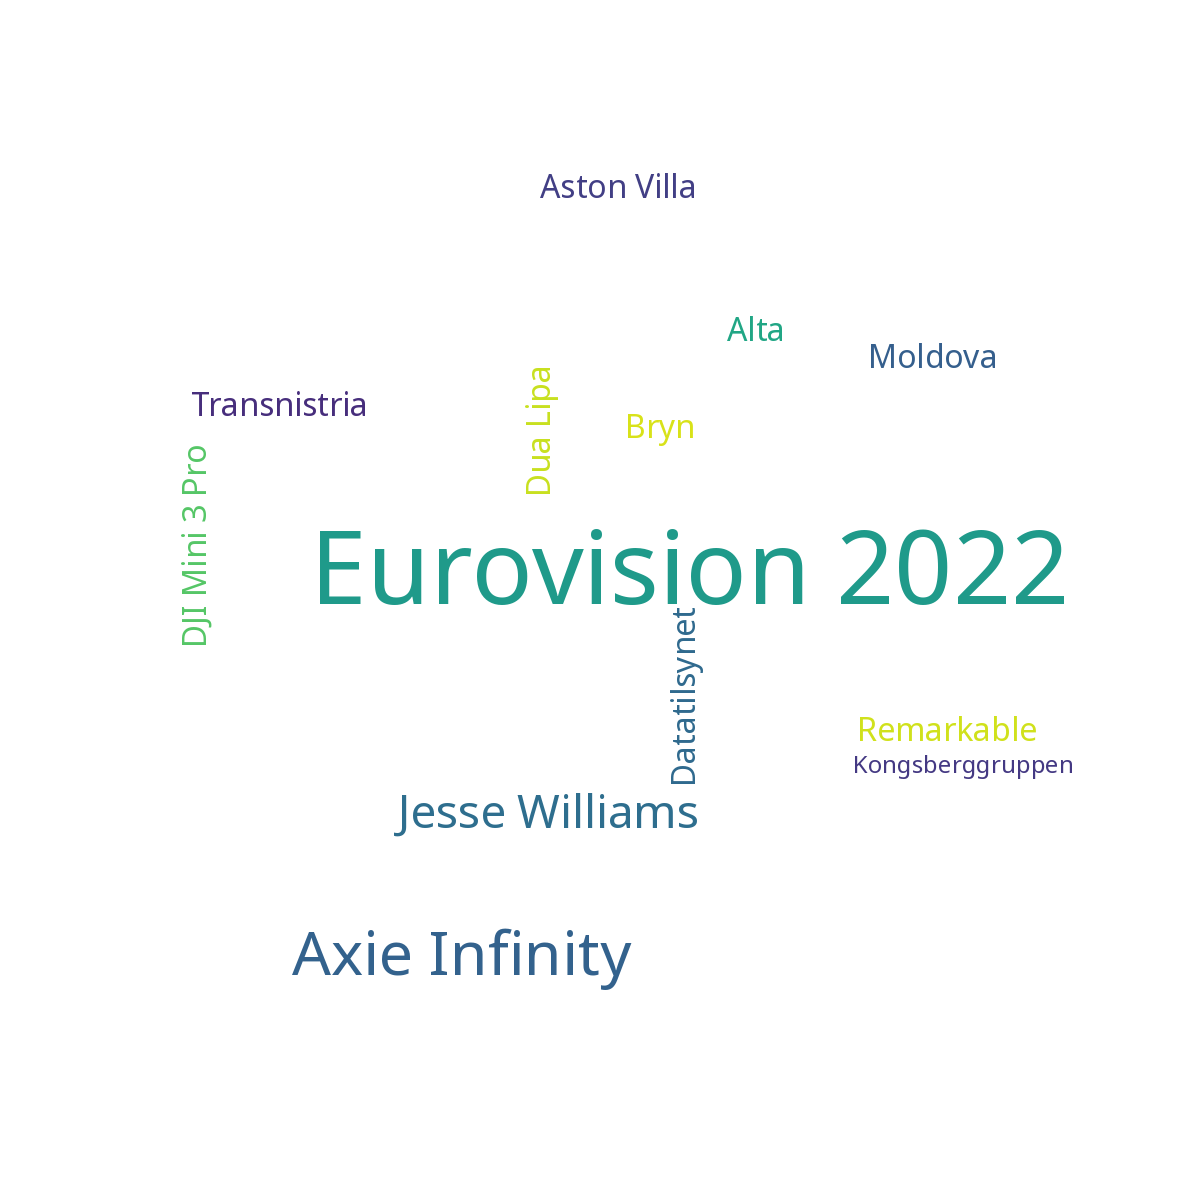 Aston Villa
Alta
Moldova
Transnistria
Dua Lipa
Bryn
DJI Mini 3 Pro
Eurovision 2022
Datatilsynet
Remarkable
Kongsberggruppen
Jesse Williams
Axie Infinity